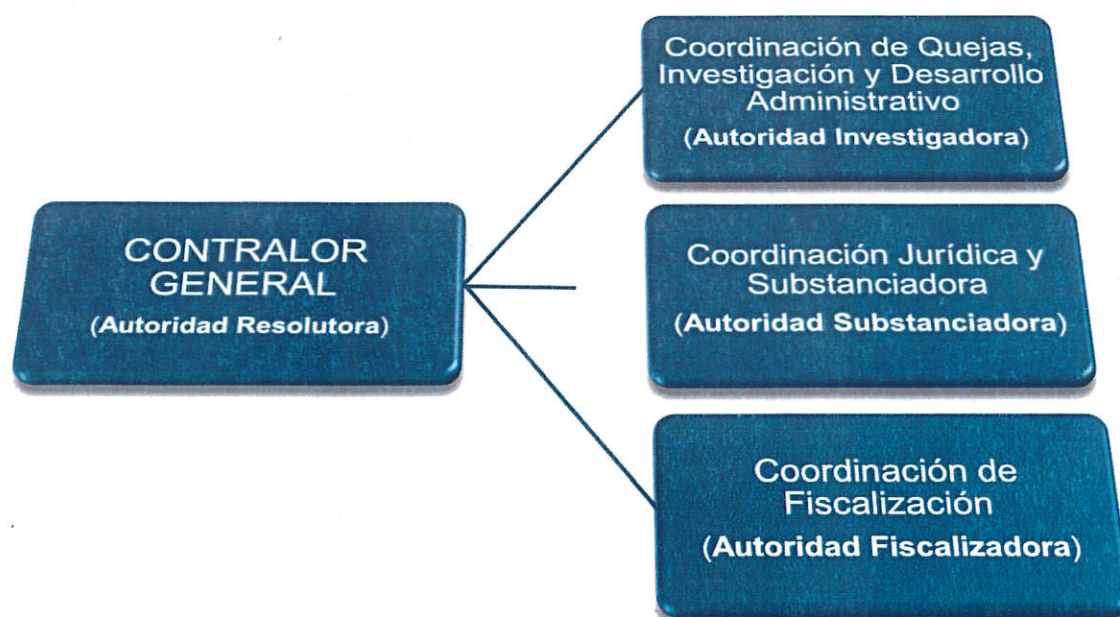 CONTRALOR
GENERAL
(Autoridad Resolutora)
Coordinación de Quejas,
Investigación y Desarrollo
Administrativo
(Autoridad Investigadora)
Coordinación Jurídica y
Substanciadora
(Autoridad Substanciadora)
Coordinación de
Fiscalización
(Autoridad Fiscalizadora)